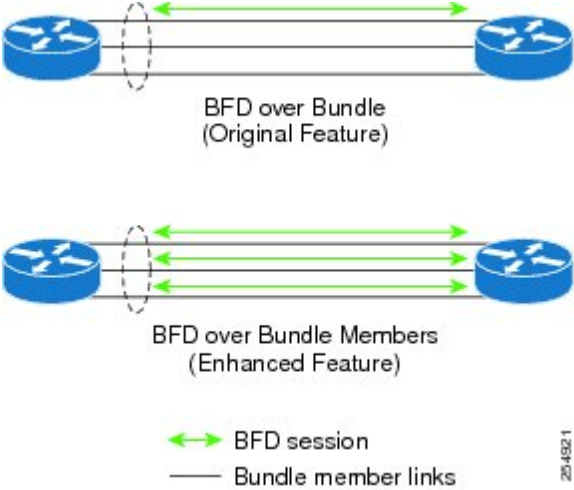 BFD over Bundle
(Original Feature)
BFD over Bundle Members
(Enhanced Feature)
BFD session
Bundle member links
254921